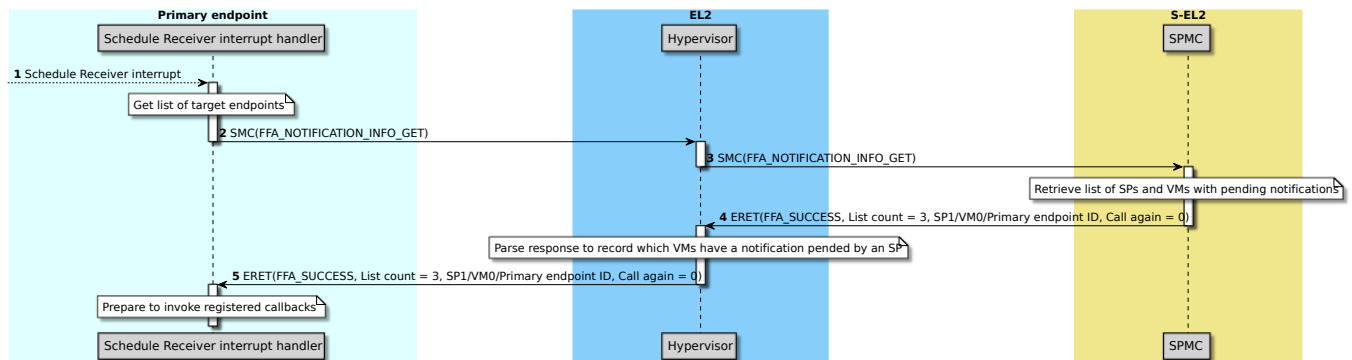 Primary endpoint
EL2
S-EL2
Schedule Receiver interrupt handler
Hypervisor
SPMC
1 Schedule Receiver interrupt
Get list of target endpoints
2 SMC(FFA_NOTIFICATION_INFO_GET)
3 SMC(FFA_NOTIFICATION_INFO_GET)
Retrieve list of SPs and VMs with pending notifications
4 ERET(FFA_SUCCESS, List count = 3, SP1/VM0/Primary endpoint ID, Call again = 0)
Parse response to record which VMs have a notification pended by an SP
5 ERET(FFA_SUCCESS, List count = 3, SP1/VM0/Primary endpoint ID, Call again = 0)
Prepare to invoke registered callbacks
Schedule Receiver interrupt handler
Hypervisor
SPMC